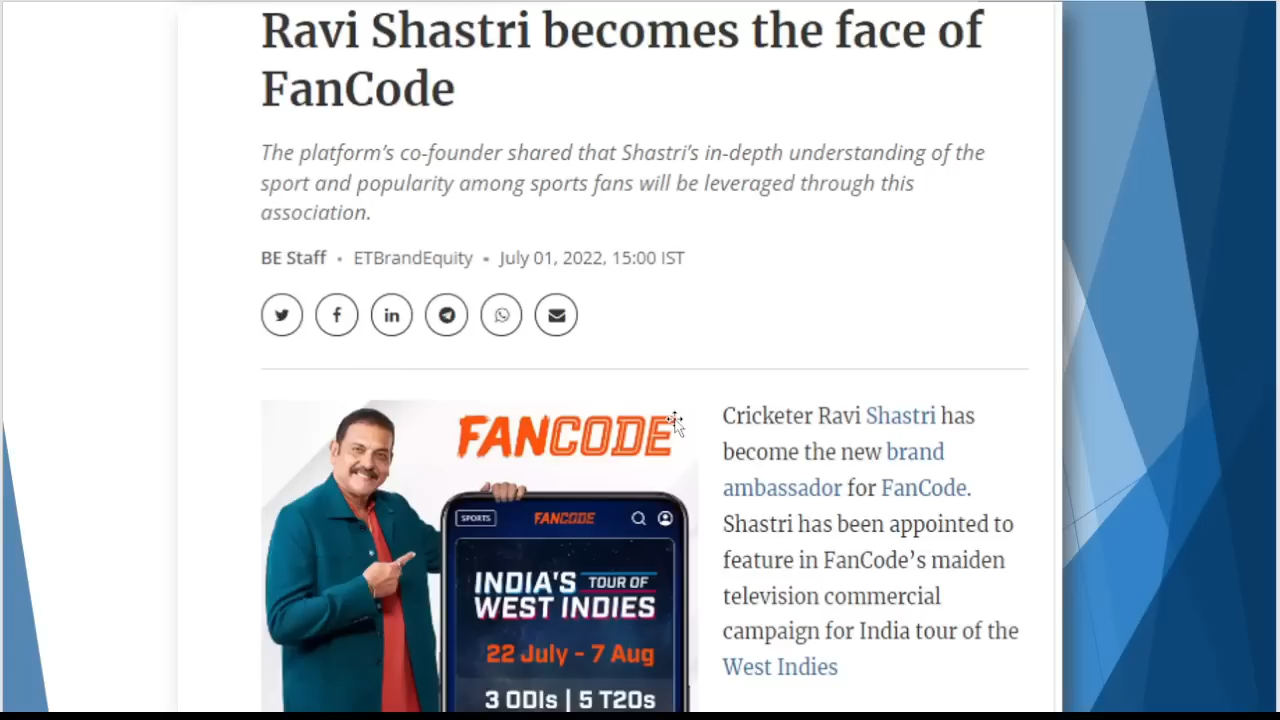 Ravi Shastri becomes the face of
FanCode
The platform's co-founder shared that Shastri's in-depth understanding of the
sport and popularity among sports fans will be leveraged through this
association.
BE Staff • ETBrandEquity • July 01, 2022, 15:00 IST
FANCODE
SPORTS FANCODE
INDIA'S TOUR OF
WEST INDIES
22 July - 7 Aug
3 ODIs | 5 T20s
Cricketer Ravi Shastri has
become the new brand
ambassador for FanCode.
Shastri has been appointed to
feature in FanCode's maiden
television commercial
campaign for India tour of the
West Indies